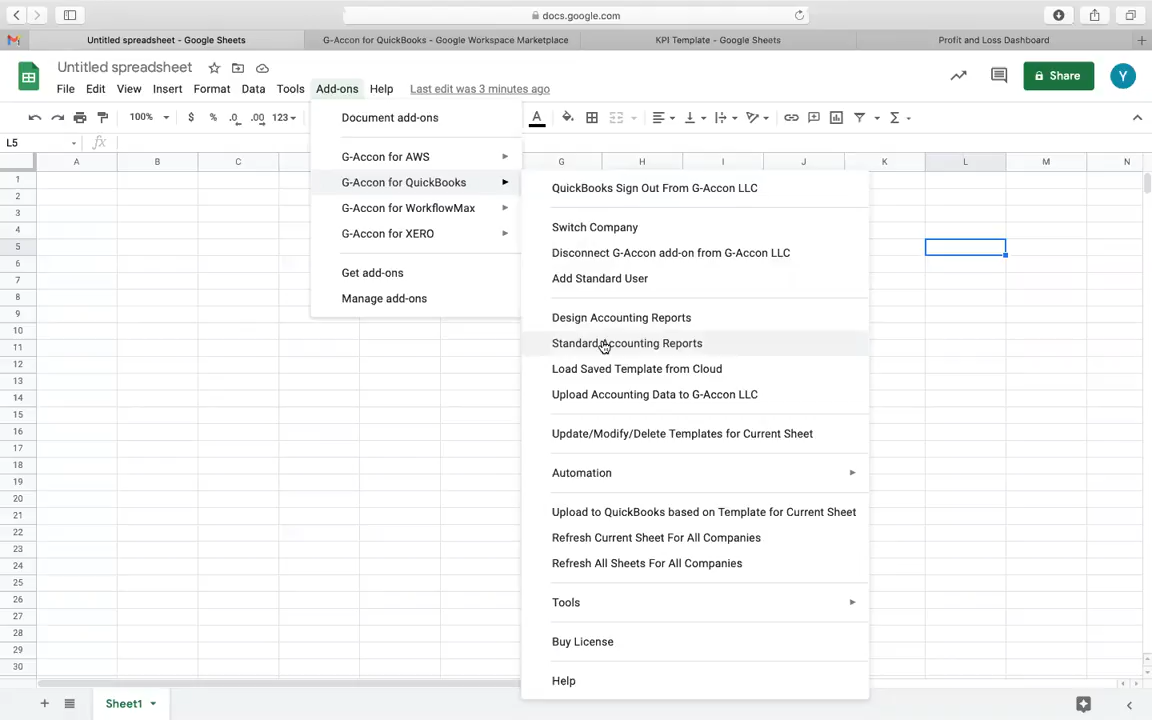 docs.google.com
Untitled spreadsheet - Google Sheets
G-Accon for QuickBooks - Google Workspace Marketplace
KPI Template - Google Sheets
Profit and Loss Dashboard
Untitled spreadsheet
File Edit View Insert Format Data Tools Add-ons Help Last edit was 3 minutes ago
Share
Y
100% $ % .0 .00 123 A Σ
L5 fx
A B C G H I J K L M N
1
2
3
4
5
6
7
8
9
10
11
12
13
14
15
16
17
18
19
20
21
22
23
24
25
26
27
28
29
30
Document add-ons
G-Accon for AWS
G-Accon for QuickBooks
G-Accon for WorkflowMax
G-Accon for XERO
Get add-ons
Manage add-ons
QuickBooks Sign Out From G-Accon LLC
Switch Company
Disconnect G-Accon add-on from G-Accon LLC
Add Standard User
Design Accounting Reports
Standard Accounting Reports
Load Saved Template from Cloud
Upload Accounting Data to G-Accon LLC
Update/Modify/Delete Templates for Current Sheet
Automation
Upload to QuickBooks based on Template for Current Sheet
Refresh Current Sheet For All Companies
Refresh All Sheets For All Companies
Tools
Buy License
Help
Sheet1